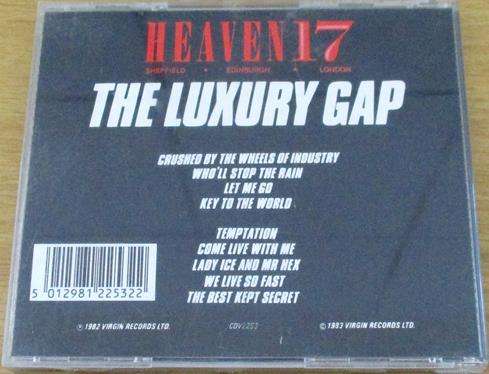 HEAVEN 17
SHEFFIELD • EDINBURGH • LONDON
THE LUXURY GAP
CRUSHED BY THE WHEELS OF INDUSTRY
WHO'LL STOP THE RAIN
LET ME GO
KEY TO THE WORLD
TEMPTATION
COME LIVE WITH ME
LADY ICE AND MR HEX
WE LIVE SO FAST
THE BEST KEPT SECRET
5 012981 225322
℗ 1982 VIRGIN RECORDS LTD. CDV2253 © 1983 VIRGIN RECORDS LTD.